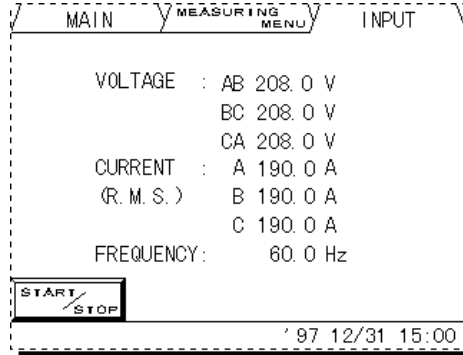 MAIN MEASURING MENU INPUT
VOLTAGE : AB 208.0 V
BC 208.0 V
CA 208.0 V
CURRENT : A 190.0 A
(R.M.S.) B 190.0 A
C 190.0 A
FREQUENCY: 60.0 Hz
START/STOP
'97 12/31 15:00